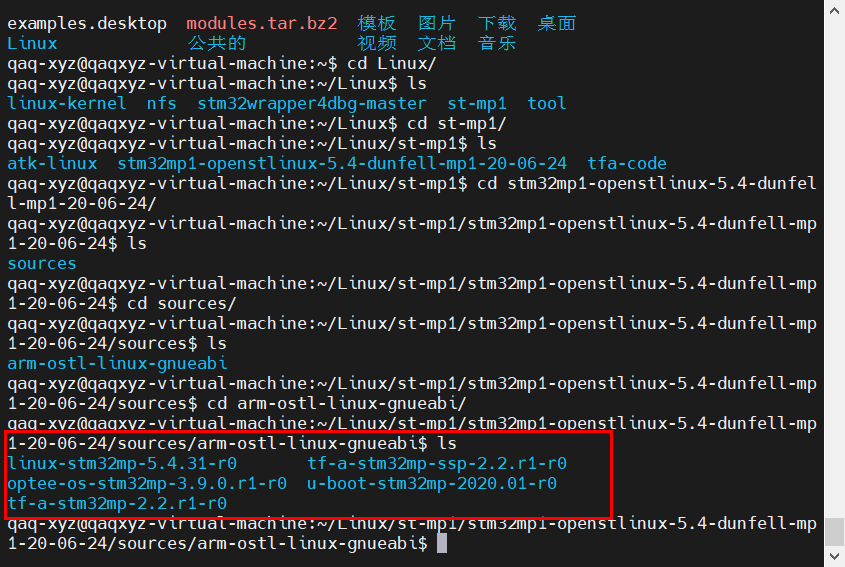 examples.desktop  modules.tar.bz2  模板  图片  下载  桌面
Linux             公共的           视频  文档  音乐
qaq-xyz@qaqxyz-virtual-machine:~$ cd Linux/
qaq-xyz@qaqxyz-virtual-machine:~/Linux$ ls
linux-kernel  nfs  stm32wrapper4dbg-master  st-mp1  tool
qaq-xyz@qaqxyz-virtual-machine:~/Linux$ cd st-mp1/
qaq-xyz@qaqxyz-virtual-machine:~/Linux/st-mp1$ ls
atk-linux  stm32mp1-openstlinux-5.4-dunfell-mp1-20-06-24  tfa-code
qaq-xyz@qaqxyz-virtual-machine:~/Linux/st-mp1$ cd stm32mp1-openstlinux-5.4-dunfel
l-mp1-20-06-24/
qaq-xyz@qaqxyz-virtual-machine:~/Linux/st-mp1/stm32mp1-openstlinux-5.4-dunfell-mp
1-20-06-24$ ls
sources
qaq-xyz@qaqxyz-virtual-machine:~/Linux/st-mp1/stm32mp1-openstlinux-5.4-dunfell-mp
1-20-06-24$ cd sources/
qaq-xyz@qaqxyz-virtual-machine:~/Linux/st-mp1/stm32mp1-openstlinux-5.4-dunfell-mp
1-20-06-24/sources$ ls
arm-ostl-linux-gnueabi
qaq-xyz@qaqxyz-virtual-machine:~/Linux/st-mp1/stm32mp1-openstlinux-5.4-dunfell-mp
1-20-06-24/sources$ cd arm-ostl-linux-gnueabi/
qaq-xyz@qaqxyz-virtual-machine:~/Linux/st-mp1/stm32mp1-openstlinux-5.4-dunfell-mp
1-20-06-24/sources/arm-ostl-linux-gnueabi$ ls
linux-stm32mp-5.4.31-r0       tf-a-stm32mp-ssp-2.2.r1-r0
optee-os-stm32mp-3.9.0.r1-r0  u-boot-stm32mp-2020.01-r0
tf-a-stm32mp-2.2.r1-r0
qaq-xyz@qaqxyz-virtual-machine:~/Linux/st-mp1/stm32mp1-openstlinux-5.4-dunfell-mp
1-20-06-24/sources/arm-ostl-linux-gnueabi$